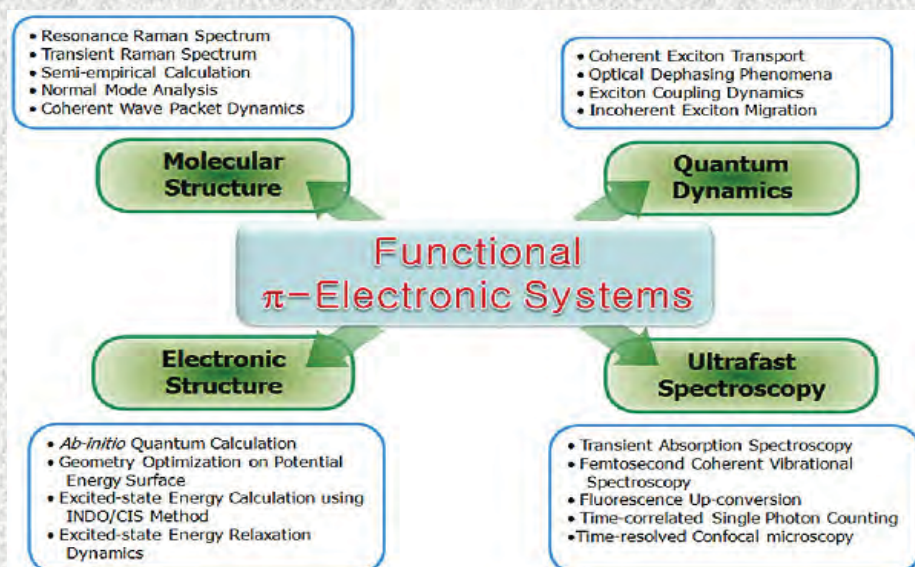 • Resonance Raman Spectrum
• Transient Raman Spectrum
• Semi-empirical Calculation
• Normal Mode Analysis
• Coherent Wave Packet Dynamics
Molecular
Structure
• Coherent Exciton Transport
• Optical Dephasing Phenomena
• Exciton Coupling Dynamics
• Incoherent Exciton Migration
Quantum
Dynamics
Functional
π-Electronic Systems
Electronic
Structure
• Ab-initio Quantum Calculation
• Geometry Optimization on Potential
Energy Surface
• Excited-state Energy Calculation using
INDO/CIS Method
• Excited-state Energy Relaxation
Dynamics
Ultrafast
Spectroscopy
• Transient Absorption Spectroscopy
• Femtosecond Coherent Vibrational
Spectroscopy
• Fluorescence Up-conversion
• Time-correlated Single Photon Counting
•Time-resolved Confocal microscopy